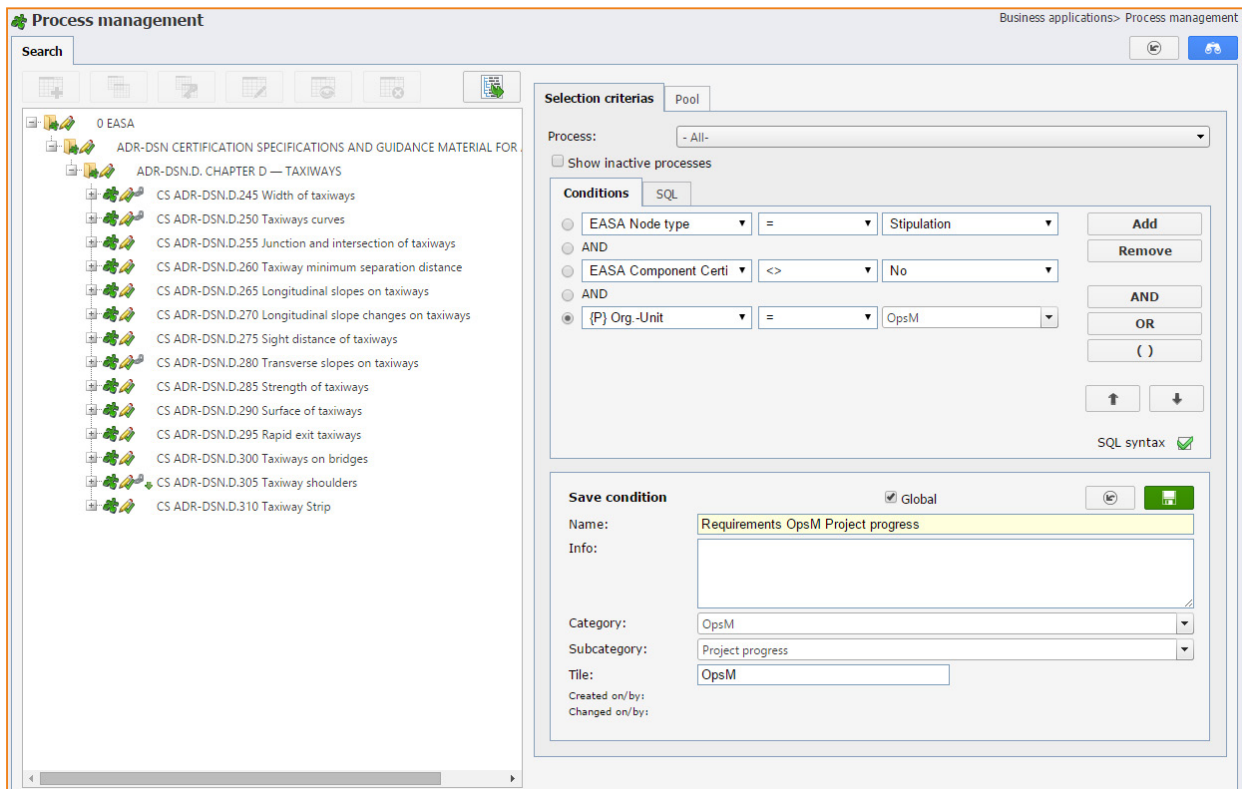 Process management
Business applications> Process management
Search
0 EASA
ADR-DSN CERTIFICATION SPECIFICATIONS AND GUIDANCE MATERIAL FOR
ADR-DSN.D. CHAPTER D — TAXIWAYS
CS ADR-DSN.D.245 Width of taxiways
CS ADR-DSN.D.250 Taxiways curves
CS ADR-DSN.D.255 Junction and intersection of taxiways
CS ADR-DSN.D.260 Taxiway minimum separation distance
CS ADR-DSN.D.265 Longitudinal slopes on taxiways
CS ADR-DSN.D.270 Longitudinal slope changes on taxiways
CS ADR-DSN.D.275 Sight distance of taxiways
CS ADR-DSN.D.280 Transverse slopes on taxiways
CS ADR-DSN.D.285 Strength of taxiways
CS ADR-DSN.D.290 Surface of taxiways
CS ADR-DSN.D.295 Rapid exit taxiways
CS ADR-DSN.D.300 Taxiways on bridges
CS ADR-DSN.D.305 Taxiway shoulders
CS ADR-DSN.D.310 Taxiway Strip
Selection criterias Pool
Process: - All-
Show inactive processes
Conditions SQL
EASA Node type = Stipulation Add
AND Remove
EASA Component Certi <> No
AND AND
{P} Org.-Unit = OpsM OR
( )
SQL syntax
Save condition Global
Name: Requirements OpsM Project progress
Info:
Category: OpsM
Subcategory: Project progress
Tile: OpsM
Created on/by:
Changed on/by: